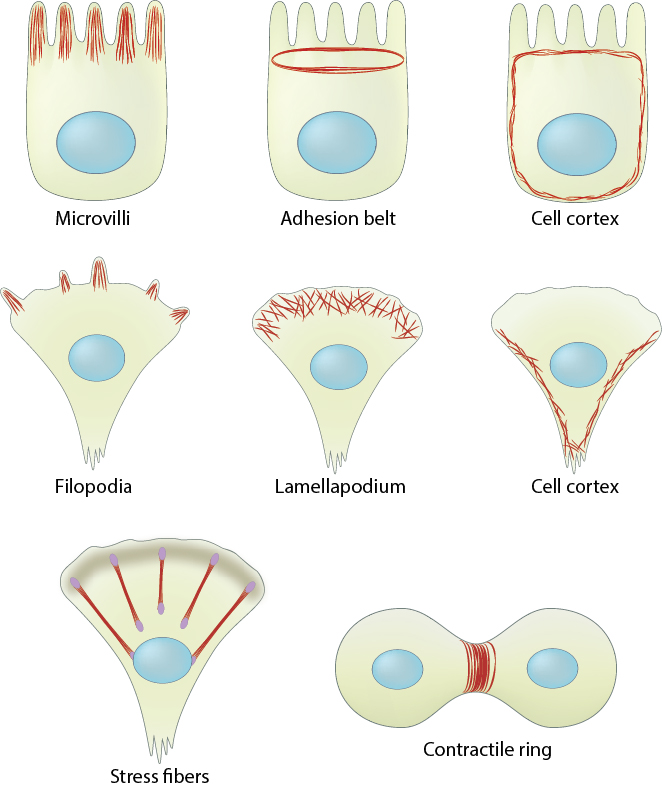 Microvilli
Adhesion belt
Cell cortex
Filopodia
Lamellapodium
Cell cortex
Stress fibers
Contractile ring